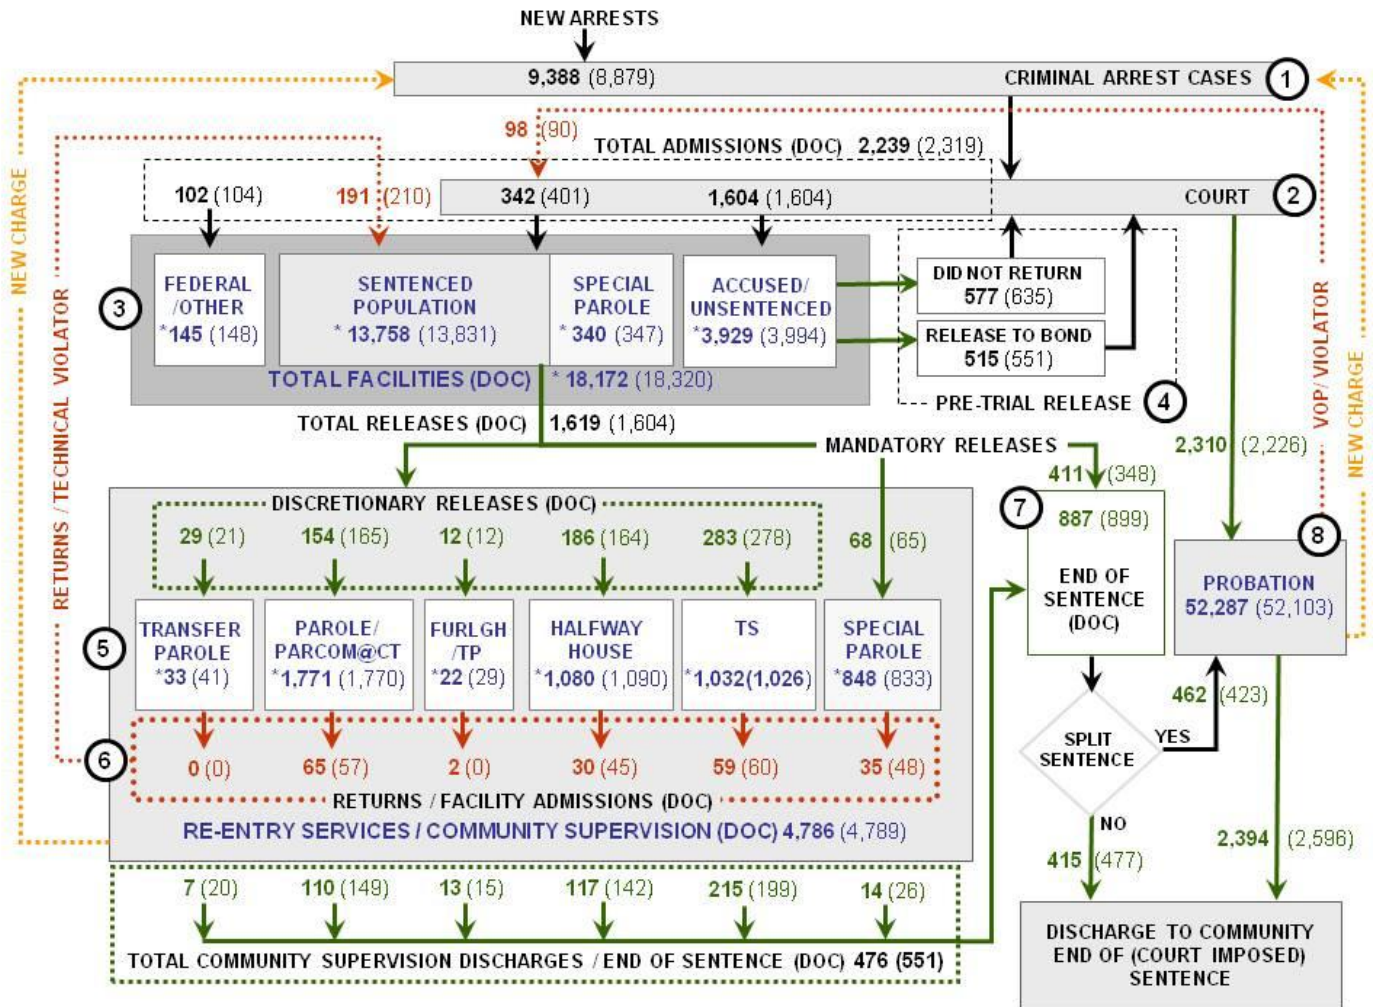 NEW ARRESTS
9,388 (8,879)
CRIMINAL ARREST CASES
1
98 (90)
TOTAL ADMISSIONS (DOC) 2,239 (2,319)
102 (104)
191 (210)
342 (401)
1,604 (1,604)
COURT
2
NEW CHARGE
RETURNS / TECHNICAL VIOLATOR
3
FEDERAL
/OTHER
*145 (148)
SENTENCED
POPULATION
*13,758 (13,831)
SPECIAL
PAROLE
*340 (347)
ACCUSED/
UNSENTENCED
*3,929 (3,994)
TOTAL FACILITIES (DOC) *18,172 (18,320)
DID NOT RETURN
577 (635)
RELEASE TO BOND
515 (551)
PRE-TRIAL RELEASE
4
VOP/ VIOLATOR
NEW CHARGE
TOTAL RELEASES (DOC) 1,619 (1,604)
MANDATORY RELEASES
2,310 (2,226)
411 (348)
DISCRETIONARY RELEASES (DOC)
29 (21)
154 (165)
12 (12)
186 (164)
283 (278)
68 (65)
7
887 (899)
END OF
SENTENCE
(DOC)
8
PROBATION
52,287 (52,103)
5
TRANSFER
PAROLE
*33 (41)
PAROLE/
PARCOM@CT
*1,771 (1,770)
FURLGH
/TP
*22 (29)
HALFWAY
HOUSE
*1,080 (1,090)
TS
*1,032(1,026)
SPECIAL
PAROLE
*848 (833)
462 (423)
SPLIT
SENTENCE
YES
NO
6
0 (0)
65 (57)
2 (0)
30 (45)
59 (60)
35 (48)
RETURNS / FACILITY ADMISSIONS (DOC)
RE-ENTRY SERVICES / COMMUNITY SUPERVISION (DOC) 4,786 (4,789)
415 (477)
2,394 (2,596)
7 (20)
110 (149)
13 (15)
117 (142)
215 (199)
14 (26)
TOTAL COMMUNITY SUPERVISION DISCHARGES / END OF SENTENCE (DOC) 476 (551)
DISCHARGE TO COMMUNITY
END OF (COURT IMPOSED)
SENTENCE